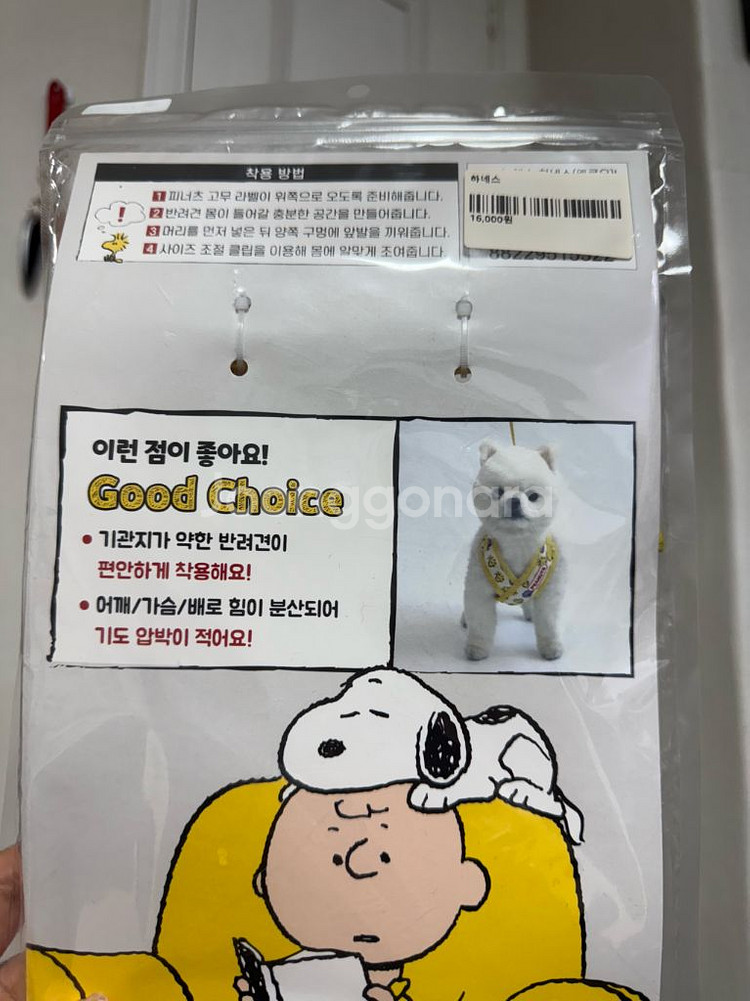 착용 방법
1 피너츠 고무 라벨이 위쪽으로 오도록 준비해줍니다.
2 반려견 몸이 들어갈 충분한 공간을 만들어줍니다.
3 머리를 먼저 넣은 뒤 양쪽 구멍에 앞발을 끼워줍니다.
4 사이즈 조절 클립을 이용해 몸에 알맞게 조여줍니다.
!
하네스
16,000원
이런 점이 좋아요!
Good Choice
• 기관지가 약한 반려견이
편안하게 착용해요!
• 어깨/가슴/배로 힘이 분산되어
기도 압박이 적어요!